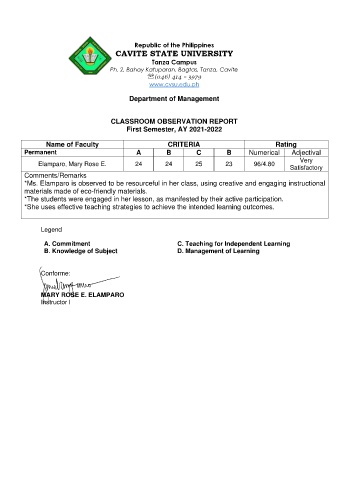 Republic of the Philippines
CAVITE STATE UNIVERSITY
Tanza Campus
Ph. 2, Bahay Katuparan, Bagtas, Tanza, Cavite
(046) 414 - 3979
www.cvsu.edu.ph
Department of Management
CLASSROOM OBSERVATION REPORT
First Semester, AY 2021-2022
Name of Faculty CRITERIA Rating
Permanent A B C B Numerical Adjectival
Elamparo, Mary Rose E. 24 24 25 23 96/4.80 Very Satisfactory
Comments/Remarks
*Ms. Elamparo is observed to be resourceful in her class, using creative and engaging instructional
materials made of eco-friendly materials.
*The students were engaged in her lesson, as manifested by their active participation.
*She uses effective teaching strategies to achieve the intended learning outcomes.
Legend
A. Commitment C. Teaching for Independent Learning
B. Knowledge of Subject D. Management of Learning
Conforme:
MARY ROSE E. ELAMPARO
Instructor I